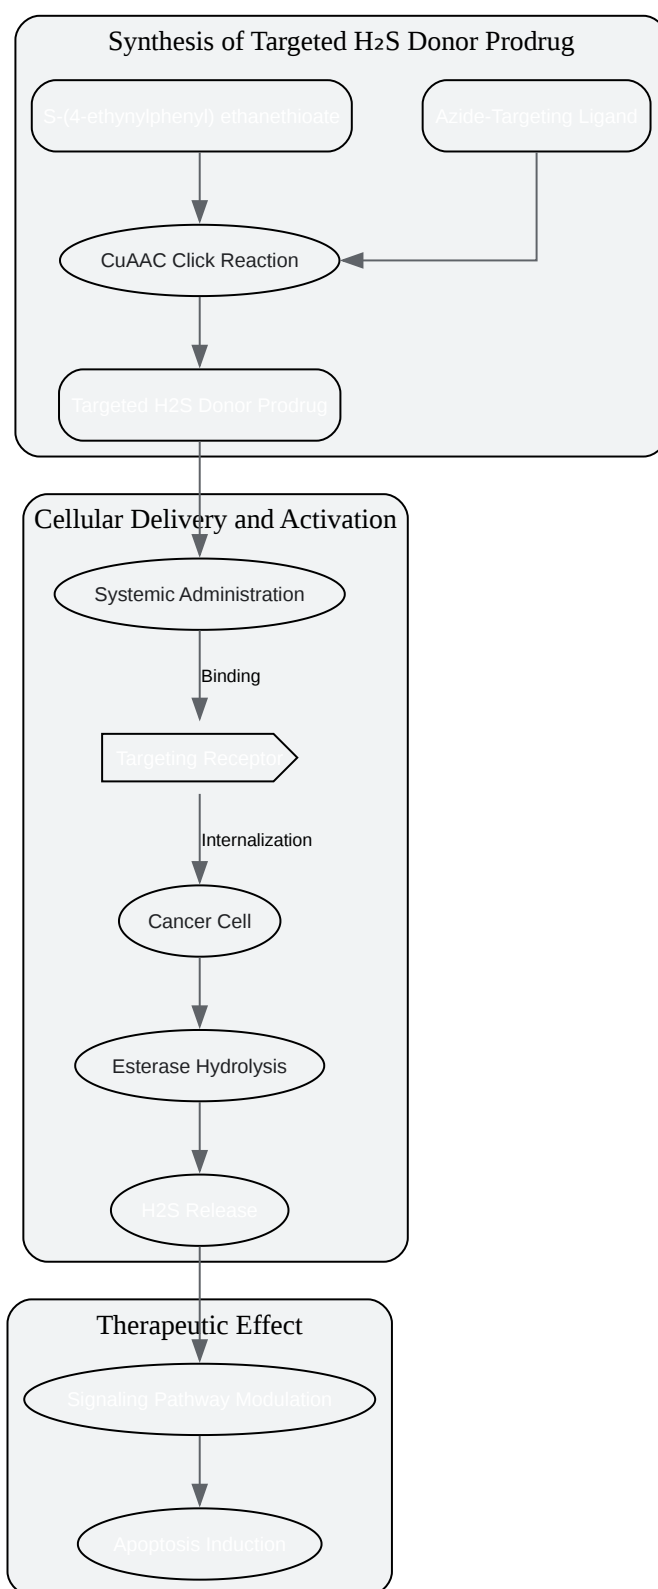 Synthesis of Targeted H₂S Donor Prodrug
S-(4-ethynylphenyl) ethanethioate
Azide-Targeting Ligand
CuAAC Click Reaction
Targeted H2S Donor Prodrug
Cellular Delivery and Activation
Systemic Administration
Binding
Targeting Receptor
Internalization
Cancer Cell
Esterase Hydrolysis
H2S Release
Therapeutic Effect
Signaling Pathway Modulation
Apoptosis Induction